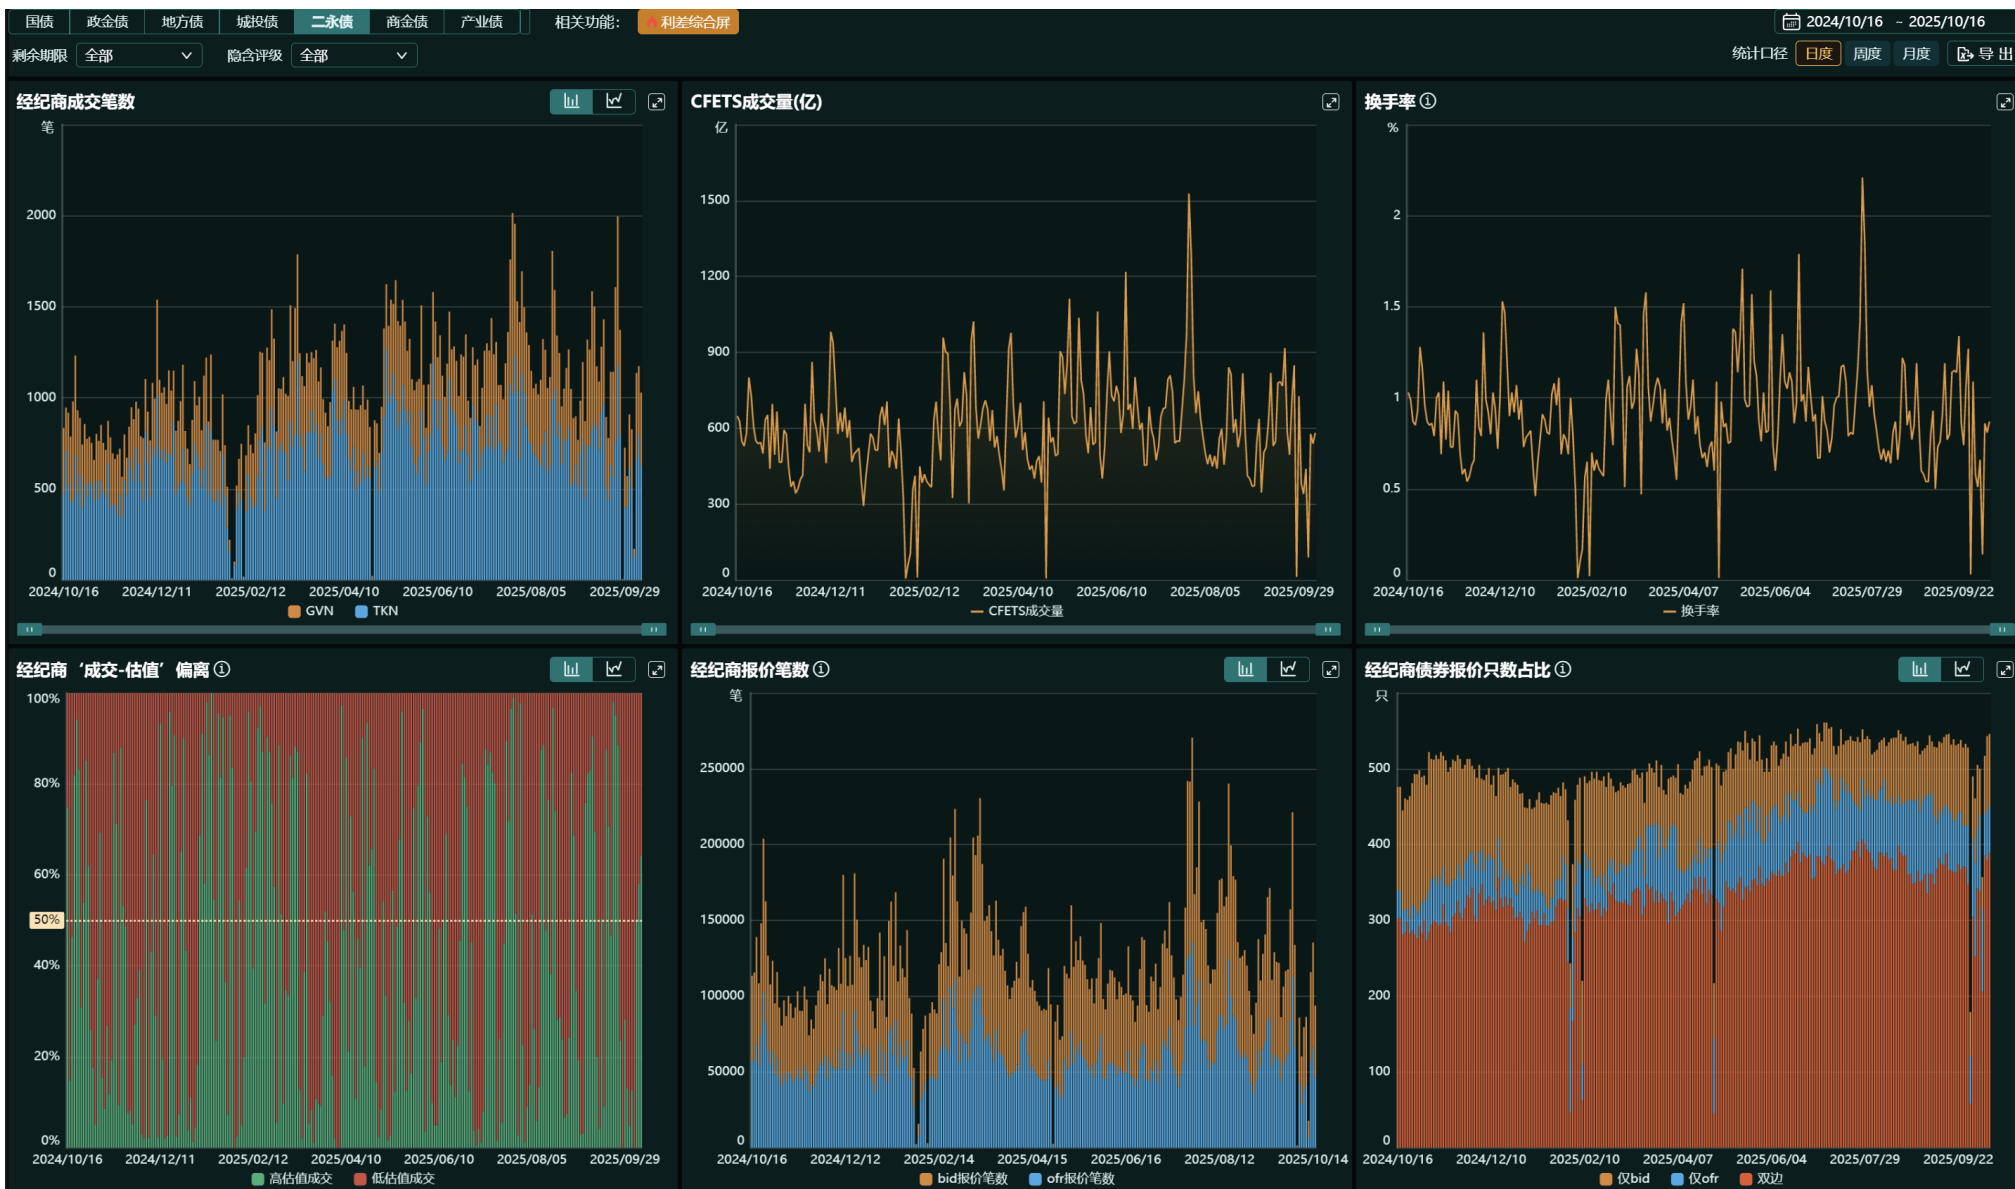 国债 政金债 地方债 城投债 二永债 商金债 产业债 相关功能： 利差综合屏 2024/10/16 ~ 2025/10/16
剩余期限 全部 隐含评级 全部 统计口径 日度 周度 月度 导出
经纪商成交笔数
笔
2000
1500
1000
500
0
2024/10/16 2024/12/11 2025/02/12 2025/04/10 2025/06/10 2025/08/05 2025/09/29
GVN TKN
CFETS成交量(亿)
亿
1500
1200
900
600
300
0
2024/10/16 2024/12/11 2025/02/12 2025/04/10 2025/06/10 2025/08/05 2025/09/29
CFETS成交量
换手率
%
2
1.5
1
0.5
0
2024/10/16 2024/12/10 2025/02/10 2025/04/07 2025/06/04 2025/07/29 2025/09/22
换手率
经纪商‘成交-估值’偏离
100%
80%
60%
50%
40%
20%
0%
2024/10/16 2024/12/11 2025/02/12 2025/04/10 2025/06/10 2025/08/05 2025/09/29
高估值成交 低估值成交
经纪商报价笔数
笔
250000
200000
150000
100000
50000
0
2024/10/16 2024/12/12 2025/02/14 2025/04/15 2025/06/16 2025/08/12 2025/10/14
bid报价笔数 ofr报价笔数
经纪商债券报价只数占比
只
500
400
300
200
100
0
2024/10/16 2024/12/10 2025/02/10 2025/04/07 2025/06/04 2025/07/29 2025/09/22
仅bid 仅ofr 双边